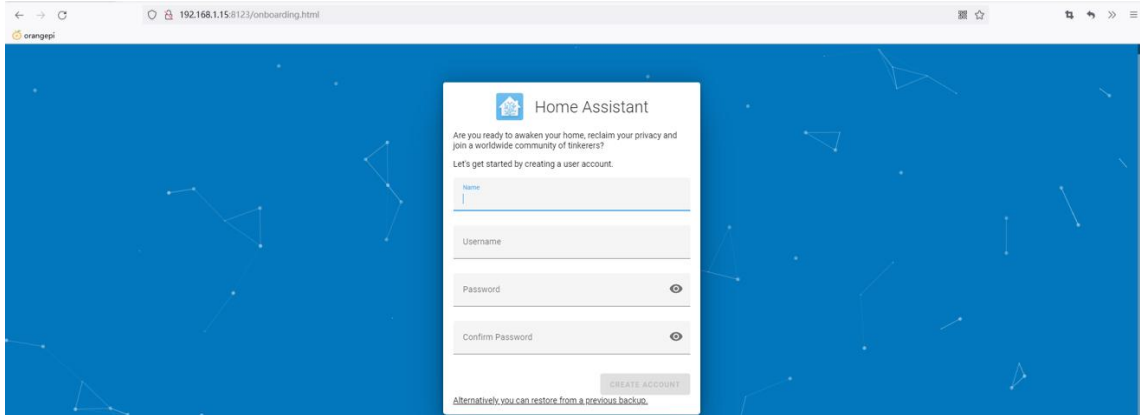 192.168.1.15:8123/onboarding.html
orangepi
Home Assistant
Are you ready to awaken your home, reclaim your privacy and
join a worldwide community of tinkerers?
Let's get started by creating a user account.
Name
Username
Password
Confirm Password
CREATE ACCOUNT
Alternatively you can restore from a previous backup.